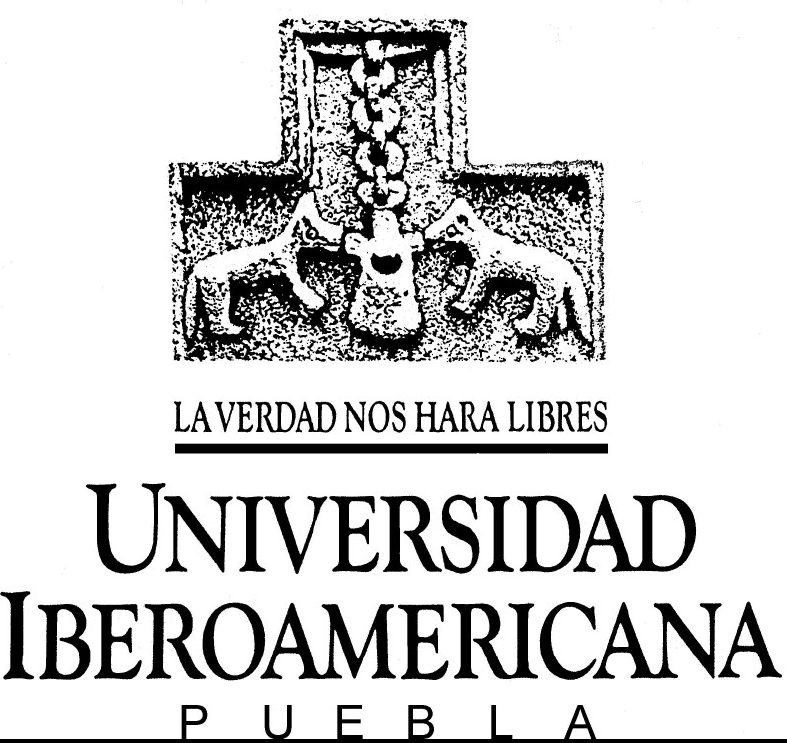 LA VERDAD NOS HARA LIBRES
UNIVERSIDAD
IBEROAMERICANA
PUEBLA